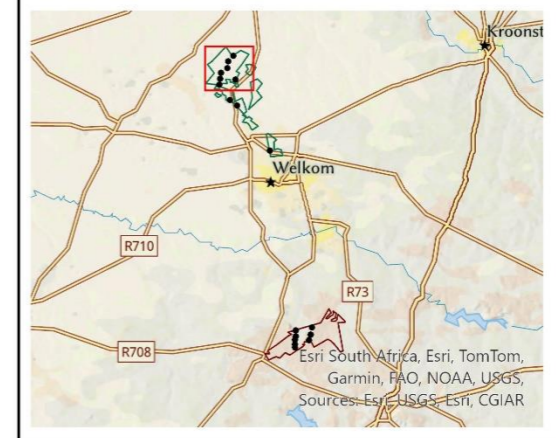 Kroonst
Welkom
R710
R73
R708
Esri South Africa, Esri, TomTom,
Garmin, FAO, NOAA, USGS,
Sources: Esri, USGS, Esri, CGIAR